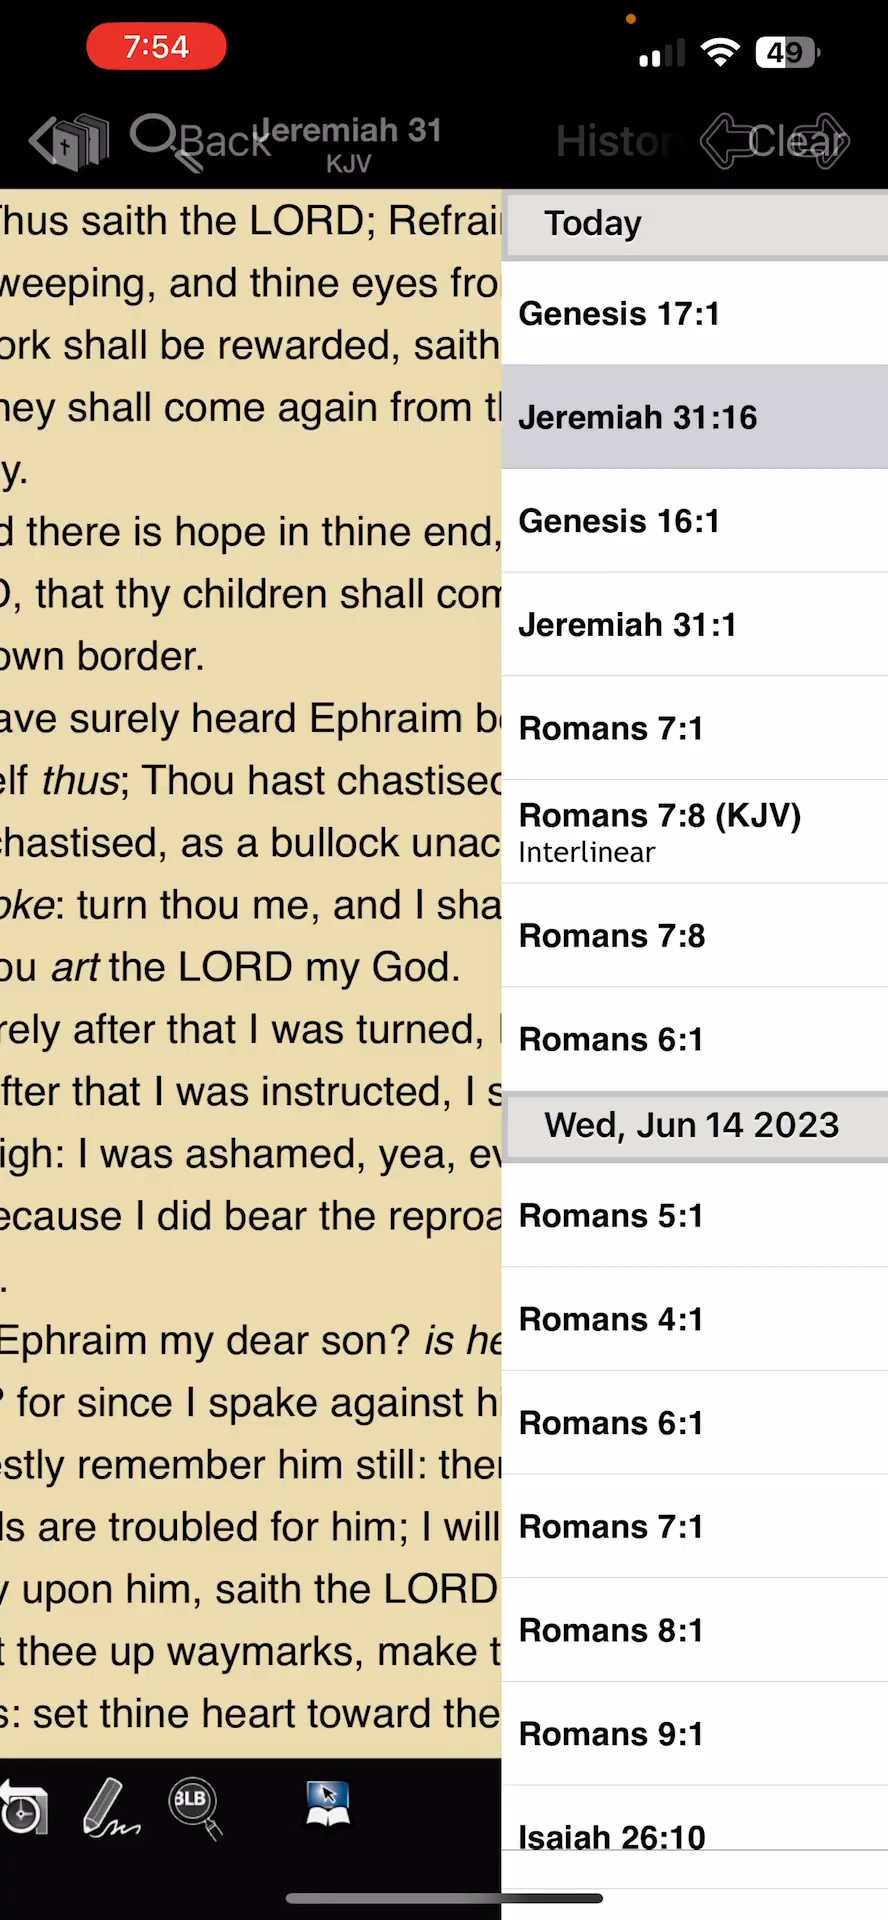 7:54
49
Back
Jeremiah 31
KJV
Histor
Clear
Thus saith the LORD; Refrai
weeping, and thine eyes fro
ork shall be rewarded, saith
hey shall come again from th
y.
d there is hope in thine end,
D, that thy children shall com
own border.
ave surely heard Ephraim be
elf thus; Thou hast chastised
chastised, as a bullock unac
oke: turn thou me, and I sha
ou art the LORD my God.
rely after that I was turned, I
fter that I was instructed, I s
igh: I was ashamed, yea, ev
ecause I did bear the reproa
.
Ephraim my dear son? is he
? for since I spake against hi
estly remember him still: ther
ls are troubled for him; I will
y upon him, saith the LORD
t thee up waymarks, make t
s: set thine heart toward the
BLB
Today
Genesis 17:1
Jeremiah 31:16
Genesis 16:1
Jeremiah 31:1
Romans 7:1
Romans 7:8 (KJV)
Interlinear
Romans 7:8
Romans 6:1
Wed, Jun 14 2023
Romans 5:1
Romans 4:1
Romans 6:1
Romans 7:1
Romans 8:1
Romans 9:1
Isaiah 26:10